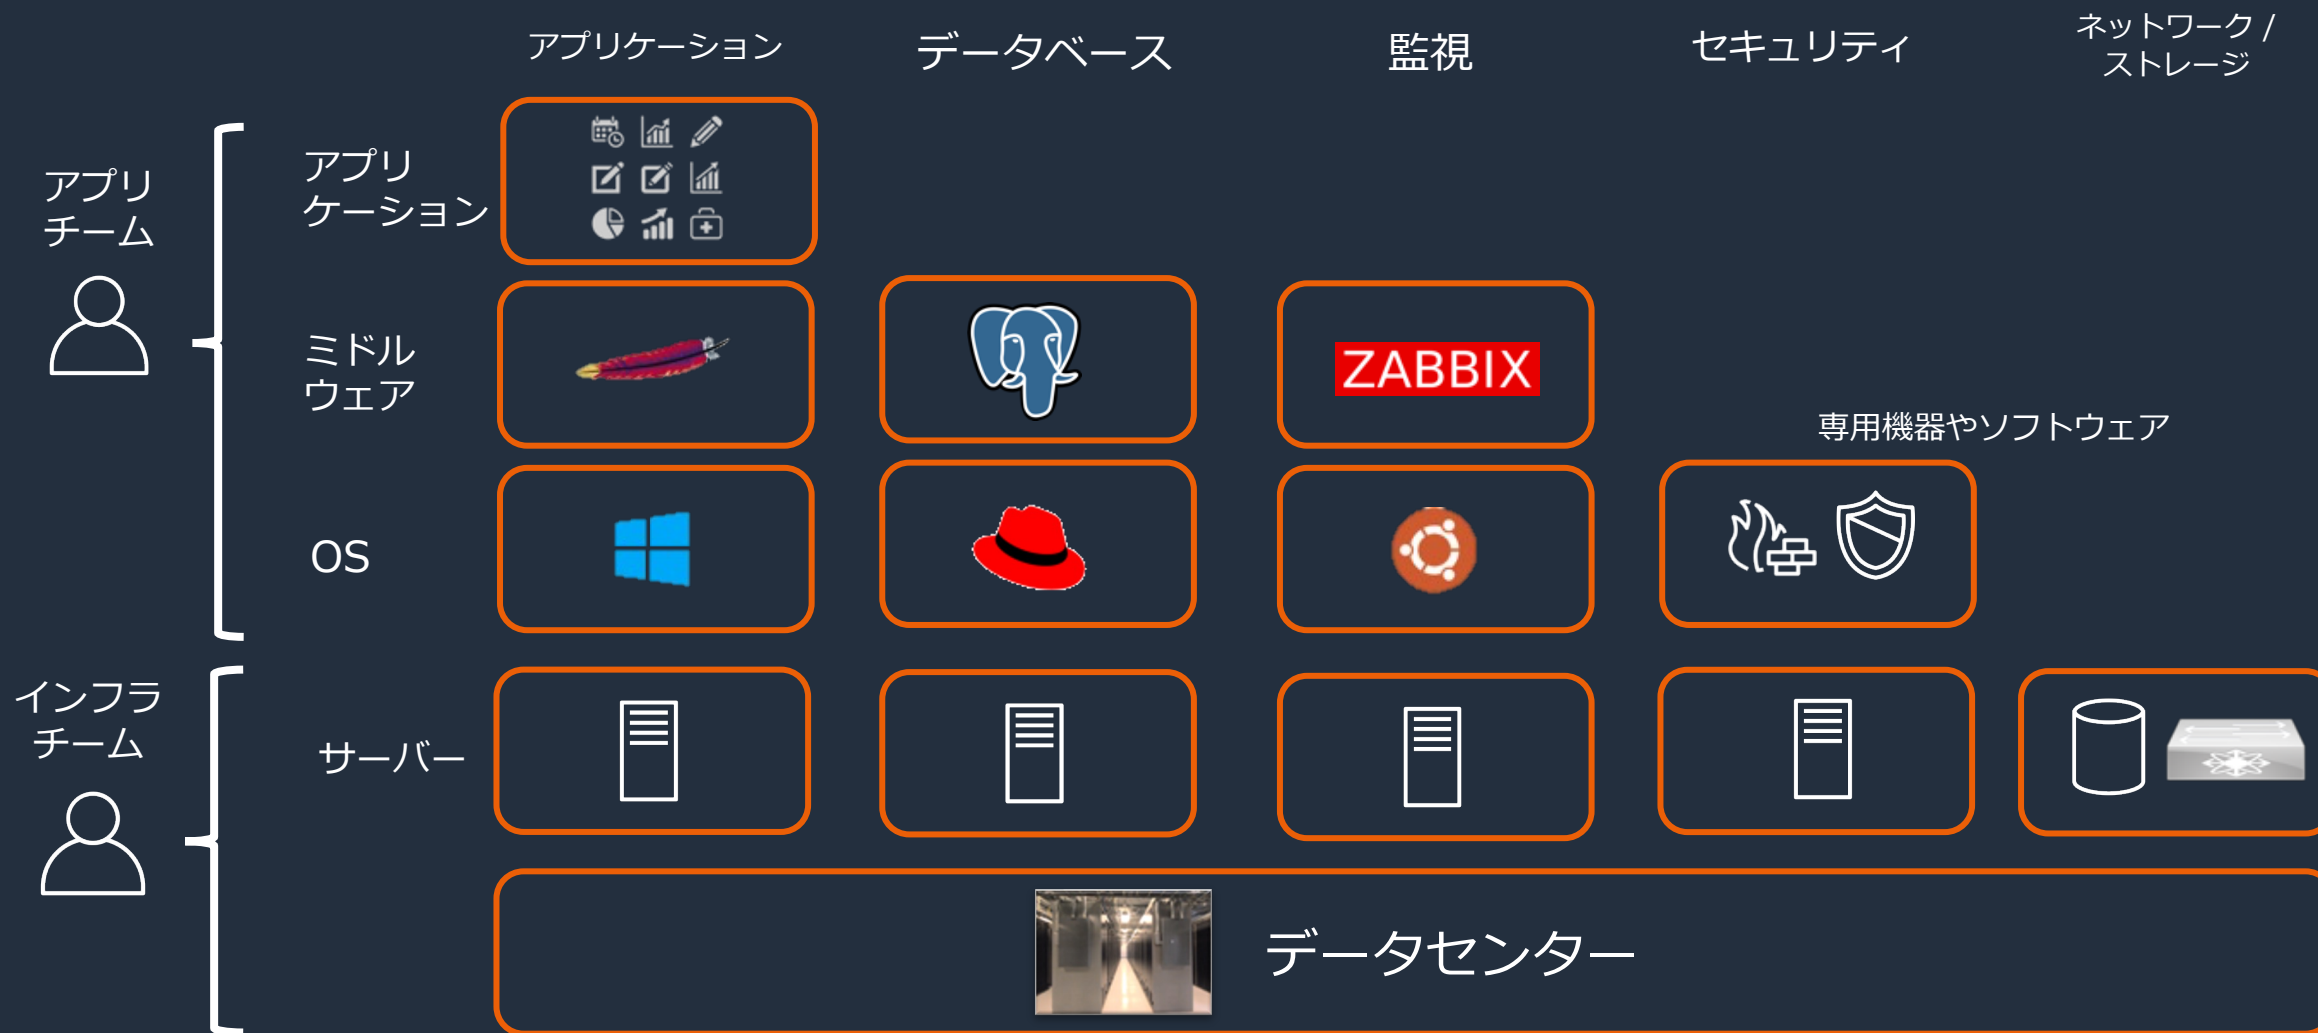 アプリケーション
データベース
監視
セキュリティ
ネットワーク /
ストレージ
アプリ
チーム
アプリ
ケーション
ミドル
ウェア
ZABBIX
専用機器やソフトウェア
OS
インフラ
チーム
サーバー
データセンター